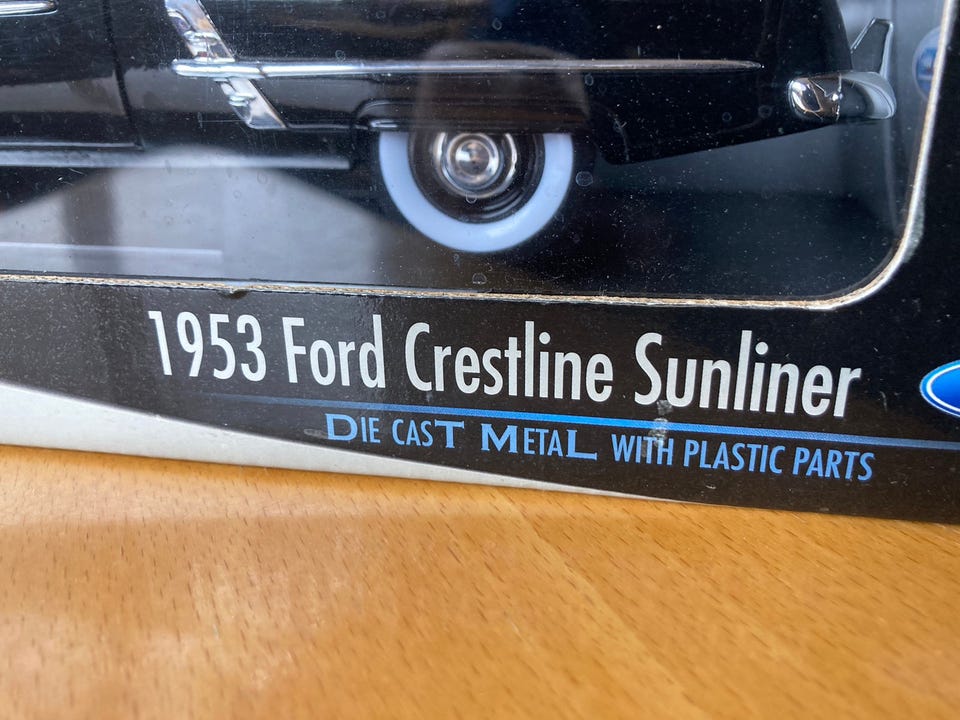 1953 Ford Crestline Sunliner
DIE CAST METAL WITH PLASTIC PARTS